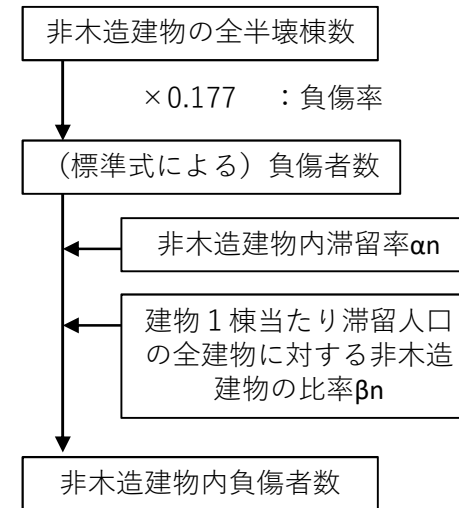 非木造建物の全半壊棟数
×0.177　：負傷率
（標準式による）負傷者数
非木造建物内滞留率αn
建物１棟当たり滞留人口
の全建物に対する非木造
建物の比率βn
非木造建物内負傷者数